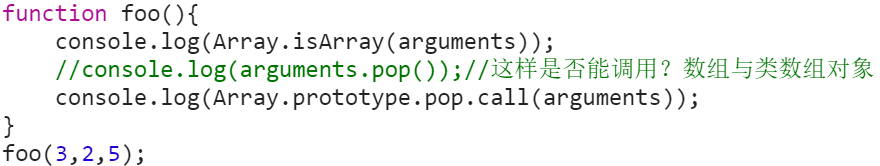 function foo(){
    console.log(Array.isArray(arguments));
    //console.log(arguments.pop());//这样是否能调用？数组与类数组对象
    console.log(Array.prototype.pop.call(arguments));
}
foo(3,2,5);